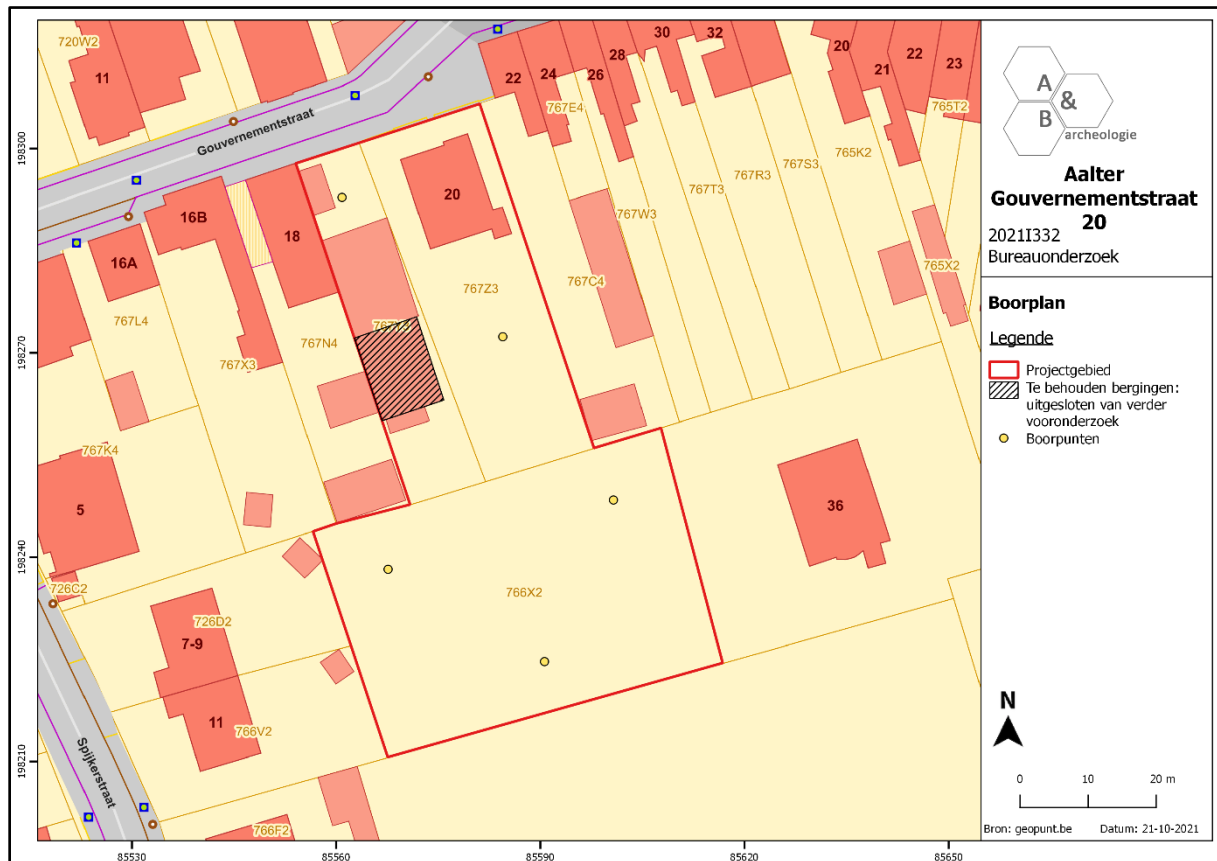 720W2
11
Gouvernementstraat
22
24
26
28
30
32
20
21
22
23
767E4
765T2
765K2
767S3
767R3
767T3
767W3
16B
16A
18
20
767L4
767X3
767N4
767Z3
767C4
765X2
767K4
5
36
726C2
726D2
7-9
766X2
11
766V2
Spijkerstraat
766F2
198300
198270
198240
198210
85530
85560
85590
85620
85650
A
&
B
archeologie
Aalter
Gouvernementstraat
20
2021I332
Bureauonderzoek
Boorplan
Legende
Projectgebied
Te behouden bergingen:
uitgesloten van verder
vooronderzoek
Boorpunten
N
0 10 20 m
Bron: geopunt.be Datum: 21-10-2021